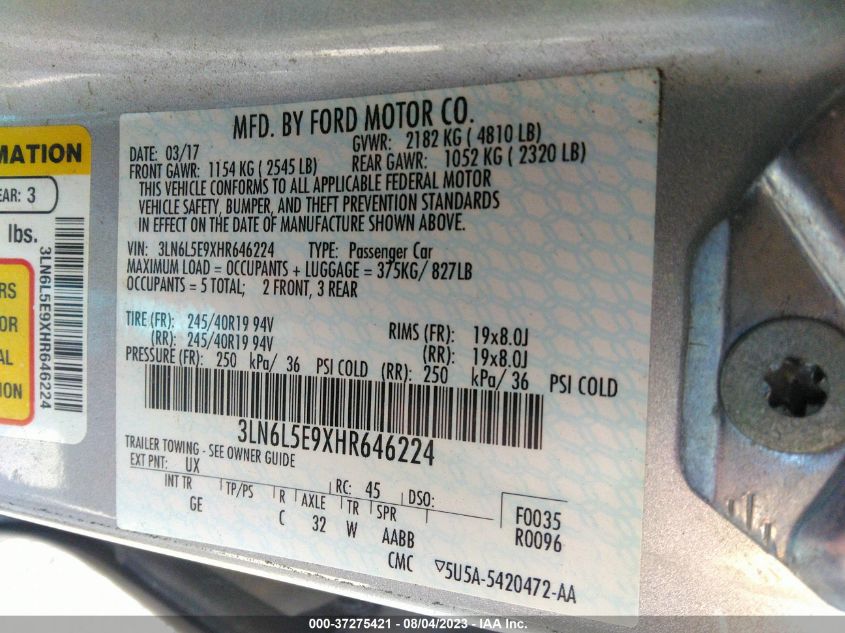 MATION
EAR: 3
lbs.
RS
OR
AL
ION
3LN6L5E9XHR646224
MFD. BY FORD MOTOR CO.
DATE: 03/17 GVWR: 2182 KG ( 4810 LB)
FRONT GAWR: 1154 KG ( 2545 LB) REAR GAWR: 1052 KG ( 2320 LB)
THIS VEHICLE CONFORMS TO ALL APPLICABLE FEDERAL MOTOR
VEHICLE SAFETY, BUMPER, AND THEFT PREVENTION STANDARDS
IN EFFECT ON THE DATE OF MANUFACTURE SHOWN ABOVE.
VIN: 3LN6L5E9XHR646224 TYPE: Passenger Car
MAXIMUM LOAD = OCCUPANTS + LUGGAGE = 375KG/ 827LB
OCCUPANTS = 5 TOTAL; 2 FRONT, 3 REAR
TIRE (FR): 245/40R19 94V RIMS (FR): 19x8.0J
(RR): 245/40R19 94V (RR): 19x8.0J
PRESSURE (FR): 250 kPa/ 36 PSI COLD (RR): 250 kPa/ 36 PSI COLD
3LN6L5E9XHR646224
TRAILER TOWING - SEE OWNER GUIDE
EXT PNT: UX RC: 45 DSO:
INT TR TP/PS R AXLE TR SPR F0035
GE C 32 W AABB R0096
CMC ▽5U5A-5420472-AA
000-37275421 - 08/04/2023 - IAA Inc.